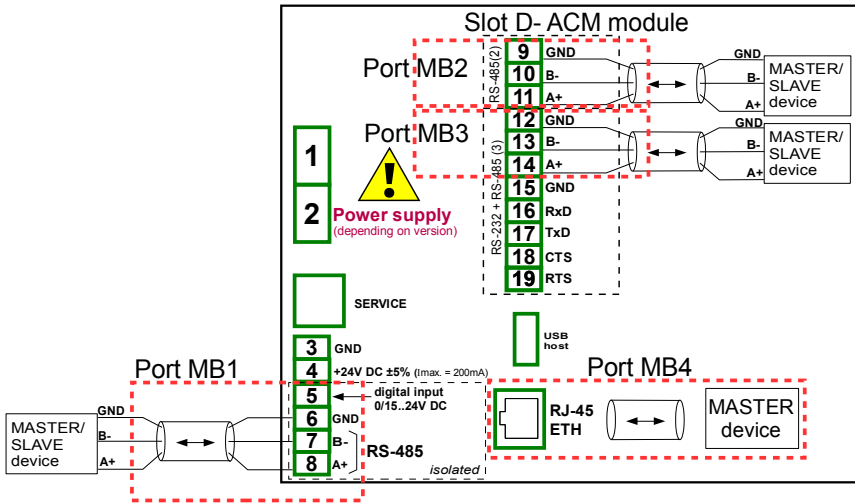 Slot D- ACM module
Port MB2
RS-485(2)
9 GND
10 B-
11 A+
GND
B-
A+
MASTER/
SLAVE
device
Port MB3
RS-232 + RS-485 (3)
12 GND
13 B-
14 A+
15 GND
16 RxD
17 TxD
18 CTS
19 RTS
GND
B-
A+
MASTER/
SLAVE
device
1
2
!
Power supply
(depending on version)
SERVICE
USB
host
3 GND
4 +24V DC ±5% (Imax. = 200mA)
5 digital input
0/15..24V DC
6 GND
7 B-
8 A+
RS-485
isolated
Port MB1
GND
B-
A+
MASTER/
SLAVE
device
Port MB4
RJ-45
ETH
MASTER
device